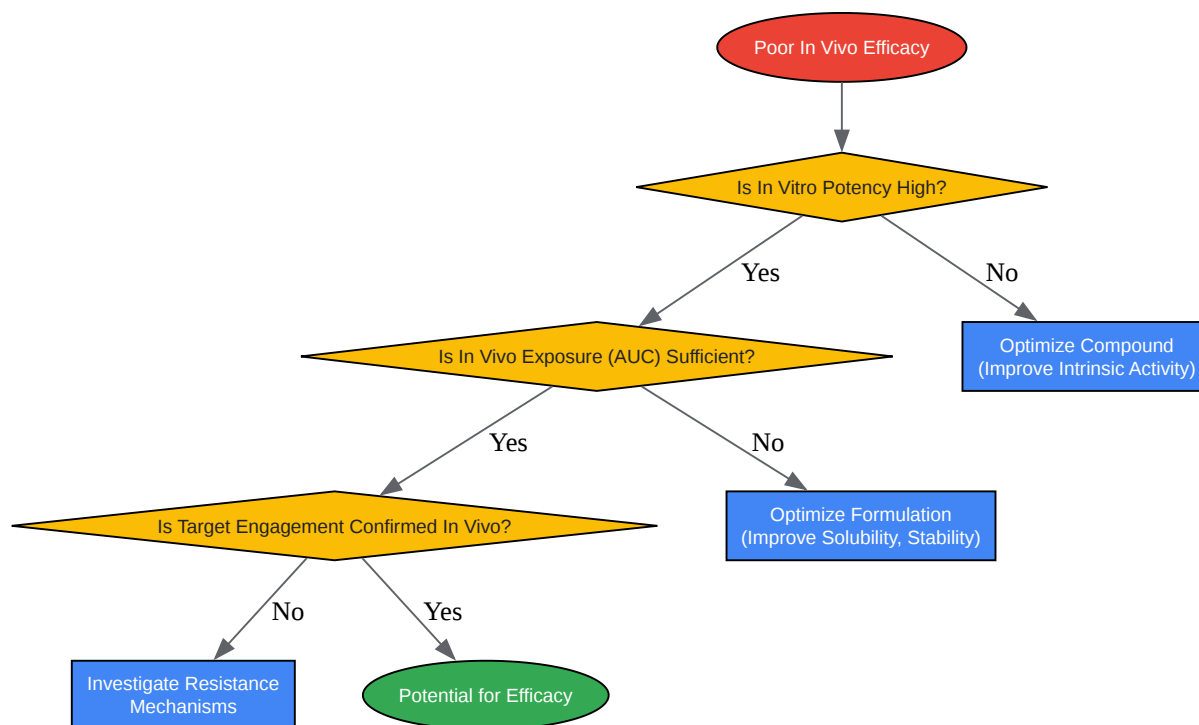 Poor In Vivo Efficacy
Is In Vitro Potency High?
Yes
No
Is In Vivo Exposure (AUC) Sufficient?
Optimize Compound
(Improve Intrinsic Activity)
Yes
No
Is Target Engagement Confirmed In Vivo?
Optimize Formulation
(Improve Solubility, Stability)
No
Yes
Investigate Resistance
Mechanisms
Potential for Efficacy